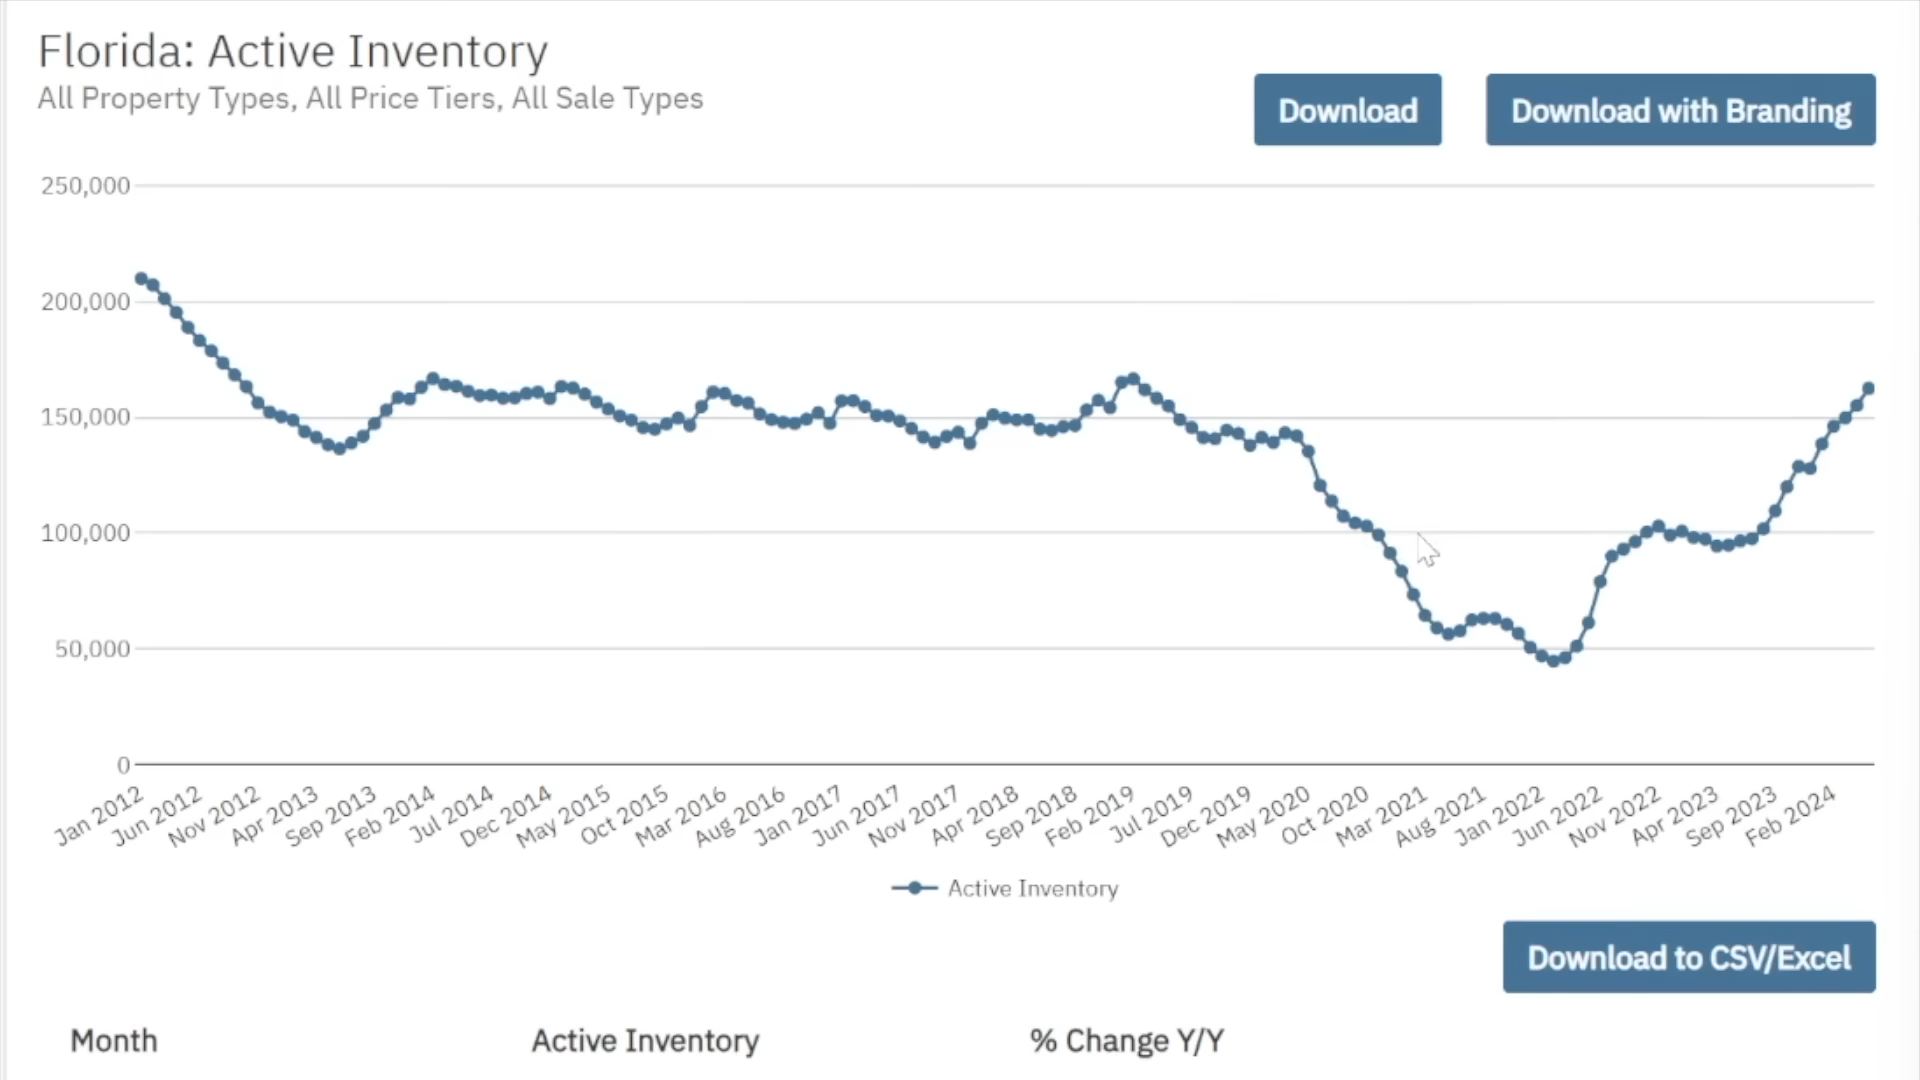 Florida: Active Inventory
All Property Types, All Price Tiers, All Sale Types
Download
Download with Branding
250,000
200,000
150,000
100,000
50,000
0
Jan 2012
Jun 2012
Nov 2012
Apr 2013
Sep 2013
Feb 2014
Jul 2014
Dec 2014
May 2015
Oct 2015
Mar 2016
Aug 2016
Jan 2017
Jun 2017
Nov 2017
Apr 2018
Sep 2018
Feb 2019
Jul 2019
Dec 2019
May 2020
Oct 2020
Mar 2021
Aug 2021
Jan 2022
Jun 2022
Nov 2022
Apr 2023
Sep 2023
Feb 2024
Active Inventory
Download to CSV/Excel
Month
Active Inventory
% Change Y/Y